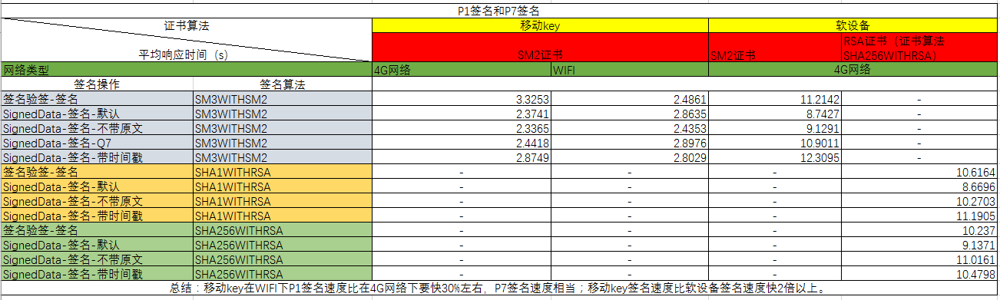 P1签名和P7签名
证书算法 移动key 软设备
平均响应时间（s） SM2证书 SM2证书 RSA证书（证书算法
SHA256WITHRSA）
网络类型 4G网络 WIFI 4G网络
签名操作 签名算法
签名验签-签名 SM3WITHSM2 3.3253 2.4861 11.2142 -
SignedData-签名-默认 SM3WITHSM2 2.3741 2.8635 8.7427 -
SignedData-签名-不带原文 SM3WITHSM2 2.3365 2.4353 9.1291 -
SignedData-签名-Q7 SM3WITHSM2 2.4418 2.8976 10.9011 -
SignedData-签名-带时间戳 SM3WITHSM2 2.8749 2.8029 12.3095 -
签名验签-签名 SHA1WITHRSA - - - 10.6164
SignedData-签名-默认 SHA1WITHRSA - - - 8.6696
SignedData-签名-不带原文 SHA1WITHRSA - - - 10.2703
SignedData-签名-带时间戳 SHA1WITHRSA - - - 11.1905
签名验签-签名 SHA256WITHRSA - - - 10.237
SignedData-签名-默认 SHA256WITHRSA - - - 9.1371
SignedData-签名-不带原文 SHA256WITHRSA - - - 11.0161
SignedData-签名-带时间戳 SHA256WITHRSA - - - 10.4798
总结：移动key在WIFI下P1签名速度比在4G网络下要快30%左右，P7签名速度相当；移动key签名速度比软设备签名速度快2倍以上。